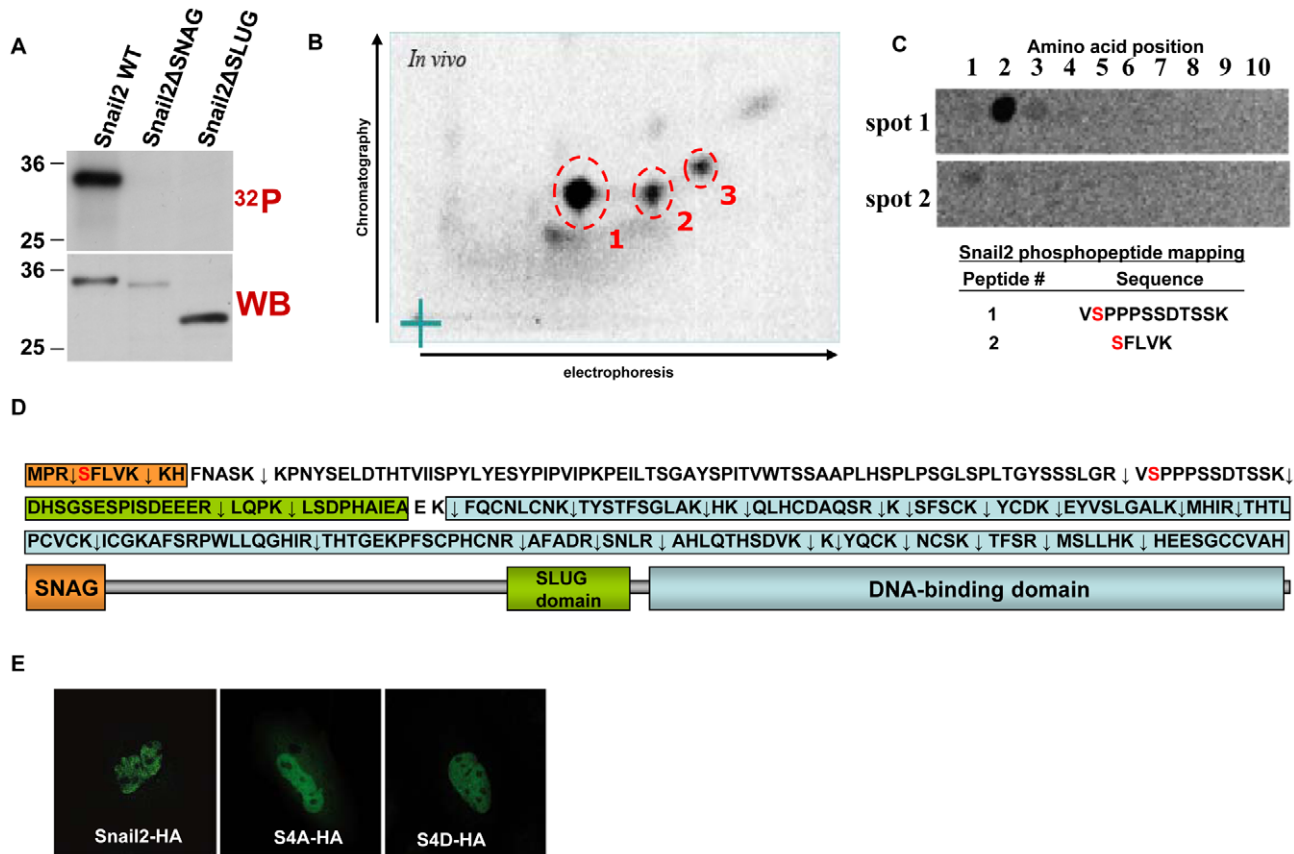 A
Snail2 WT
Snail2ΔSNAG
Snail2ΔSLUG
36
25
³²P
36
25
WB
B
In vivo
Chromatography
electrophoresis
1
2
3
C
Amino acid position
1 2 3 4 5 6 7 8 9 10
spot 1
spot 2
Snail2 phosphopeptide mapping
Peptide # Sequence
1 VSPPPSSDTSSK
2 SFLVK
D
MPR↓SFLVK↓KHFNASK↓KPNYSELDTHTVIISPYLYESYPIPVIPKPEILTSGAYSPITVWTSSAAPLHSPLPSGLSPLTGYSSSLGR↓VSPPPSSDTSSK↓
DHSGSESPISDEEER↓LQPK↓LSDPHAIEA E K↓FQCNLCNK↓TYSTFSGLAK↓HK↓QLHCDAQSR↓K↓SFSCK↓YCDK↓EYVSLGALK↓MHIR↓THTL
PCVCK↓ICGKAFSRPWLLQGHIR↓THTGEKPFSCPHCNR↓AFADR↓SNLR↓AHLQTHSDVK↓K↓YQCK↓NCSK↓TFSR↓MSLLHK↓HEESGCCVAH
SNAG
SLUG
domain
DNA-binding domain
E
Snail2-HA
S4A-HA
S4D-HA